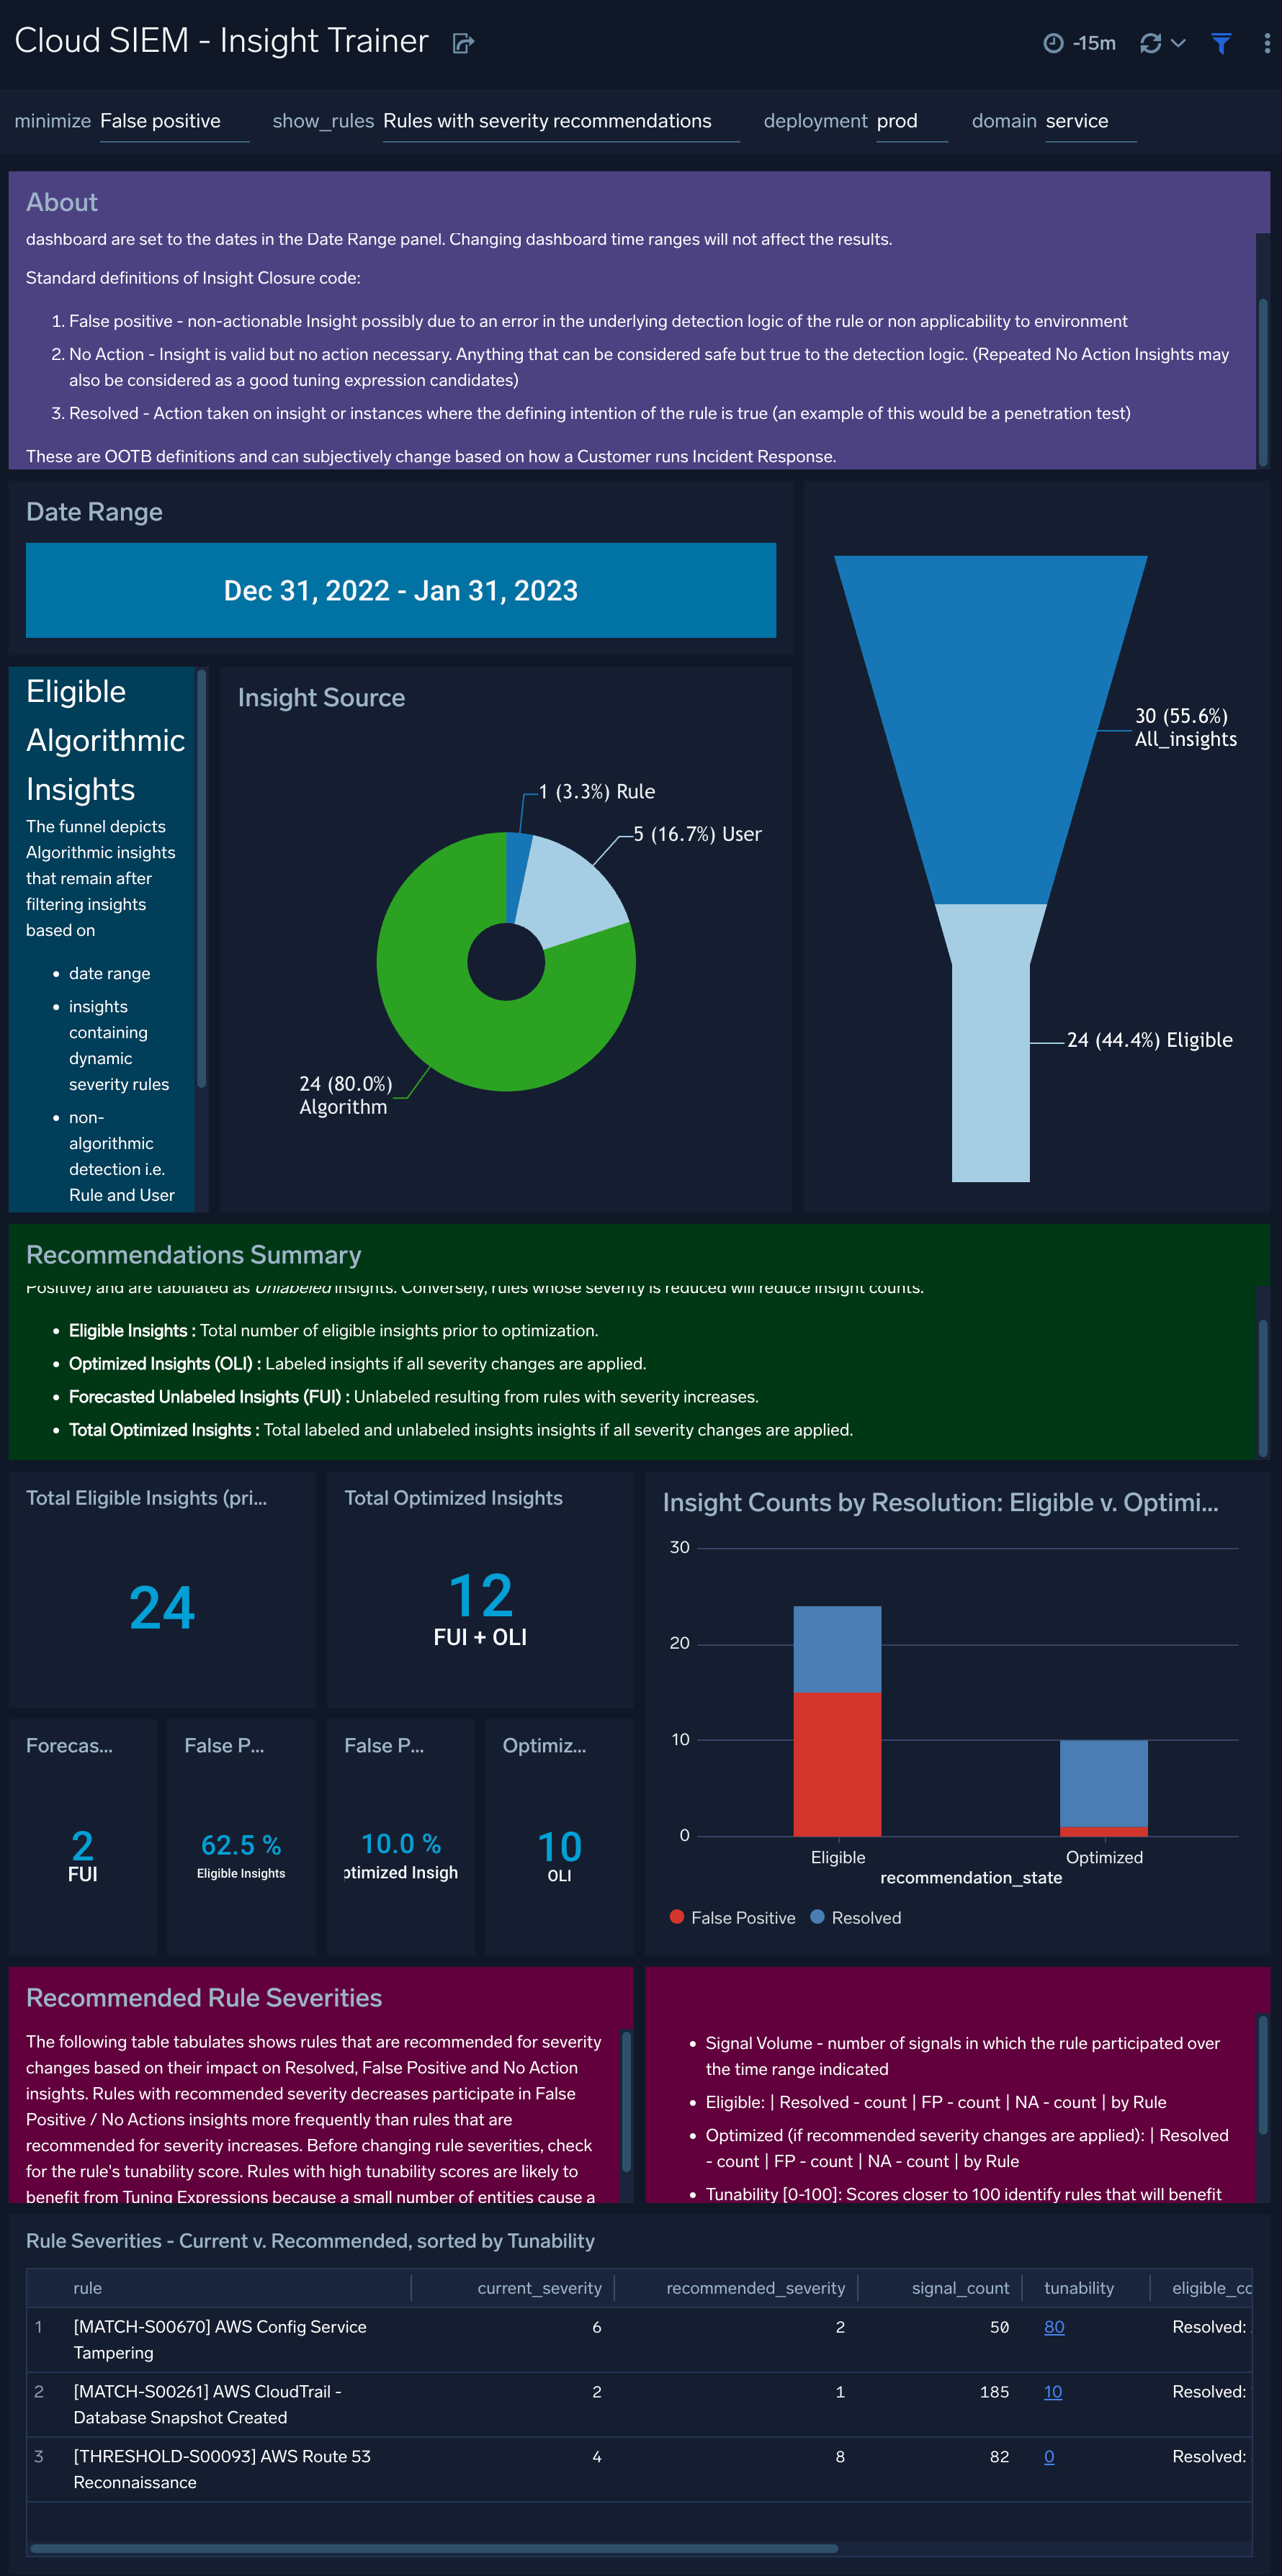 Cloud SIEM - Insight Trainer
-15m
minimize False positive show_rules Rules with severity recommendations deployment prod domain service
About
dashboard are set to the dates in the Date Range panel. Changing dashboard time ranges will not affect the results.
Standard definitions of Insight Closure code:
1. False positive - non-actionable Insight possibly due to an error in the underlying detection logic of the rule or non applicability to environment
2. No Action - Insight is valid but no action necessary. Anything that can be considered safe but true to the detection logic. (Repeated No Action Insights may
also be considered as a good tuning expression candidates)
3. Resolved - Action taken on insight or instances where the defining intention of the rule is true (an example of this would be a penetration test)
These are OOTB definitions and can subjectively change based on how a Customer runs Incident Response.
Date Range
Dec 31, 2022 - Jan 31, 2023
30 (55.6%)
All_insights
24 (44.4%) Eligible
Eligible
Algorithmic
Insights
The funnel depicts
Algorithmic insights
that remain after
filtering insights
based on
• date range
• insights
containing
dynamic
severity rules
• non-
algorithmic
detection i.e.
Rule and User
Insight Source
1 (3.3%) Rule
5 (16.7%) User
24 (80.0%)
Algorithm
Recommendations Summary
Positive) and are tabulated as Unlabeled insights. Conversely, rules whose severity is reduced will reduce insight counts.
• Eligible Insights : Total number of eligible insights prior to optimization.
• Optimized Insights (OLI) : Labeled insights if all severity changes are applied.
• Forecasted Unlabeled Insights (FUI) : Unlabeled resulting from rules with severity increases.
• Total Optimized Insights : Total labeled and unlabeled insights insights if all severity changes are applied.
Total Eligible Insights (pri...
24
Total Optimized Insights
12
FUI + OLI
Forecas...
2
FUI
False P...
62.5 %
Eligible Insights
False P...
10.0 %
ptimized Insigh
Optimiz...
10
OLI
Insight Counts by Resolution: Eligible v. Optimi...
30
20
10
0
Eligible Optimized
recommendation_state
False Positive Resolved
Recommended Rule Severities
The following table tabulates shows rules that are recommended for severity
changes based on their impact on Resolved, False Positive and No Action
insights. Rules with recommended severity decreases participate in False
Positive / No Actions insights more frequently than rules that are
recommended for severity increases. Before changing rule severities, check
for the rule's tunability score. Rules with high tunability scores are likely to
benefit from Tuning Expressions because a small number of entities cause a
• Signal Volume - number of signals in which the rule participated over
the time range indicated
• Eligible: | Resolved - count | FP - count | NA - count | by Rule
• Optimized (if recommended severity changes are applied): | Resolved
- count | FP - count | NA - count | by Rule
• Tunability [0-100]: Scores closer to 100 identify rules that will benefit
Rule Severities - Current v. Recommended, sorted by Tunability
rule current_severity recommended_severity signal_count tunability eligible_cc
1 [MATCH-S00670] AWS Config Service 6 2 50 80 Resolved:
Tampering
2 [MATCH-S00261] AWS CloudTrail - 2 1 185 10 Resolved:
Database Snapshot Created
3 [THRESHOLD-S00093] AWS Route 53 4 8 82 0 Resolved:
Reconnaissance